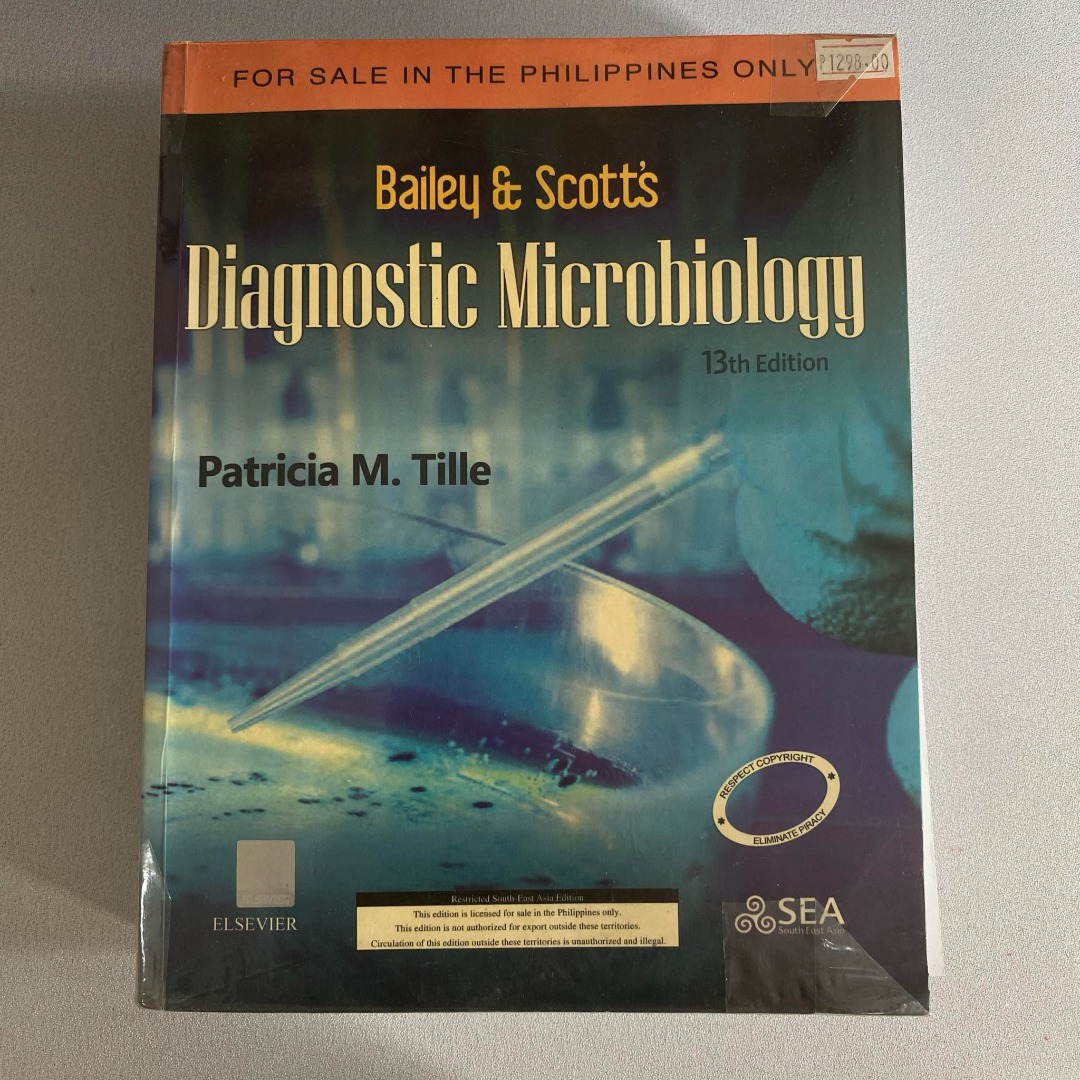 FOR SALE IN THE PHILIPPINES ONLY
₱1298.00
Bailey & Scott's
Diagnostic Microbiology
13th Edition
Patricia M. Tille
RESPECT COPYRIGHT
ELIMINATE PIRACY
ELSEVIER
Restricted South East Asia Edition
This edition is licensed for sale in the Philippines only.
This edition is not authorized for export outside these territories.
Circulation of this edition outside these territories is unauthorized and illegal.
SEA
South East Asia